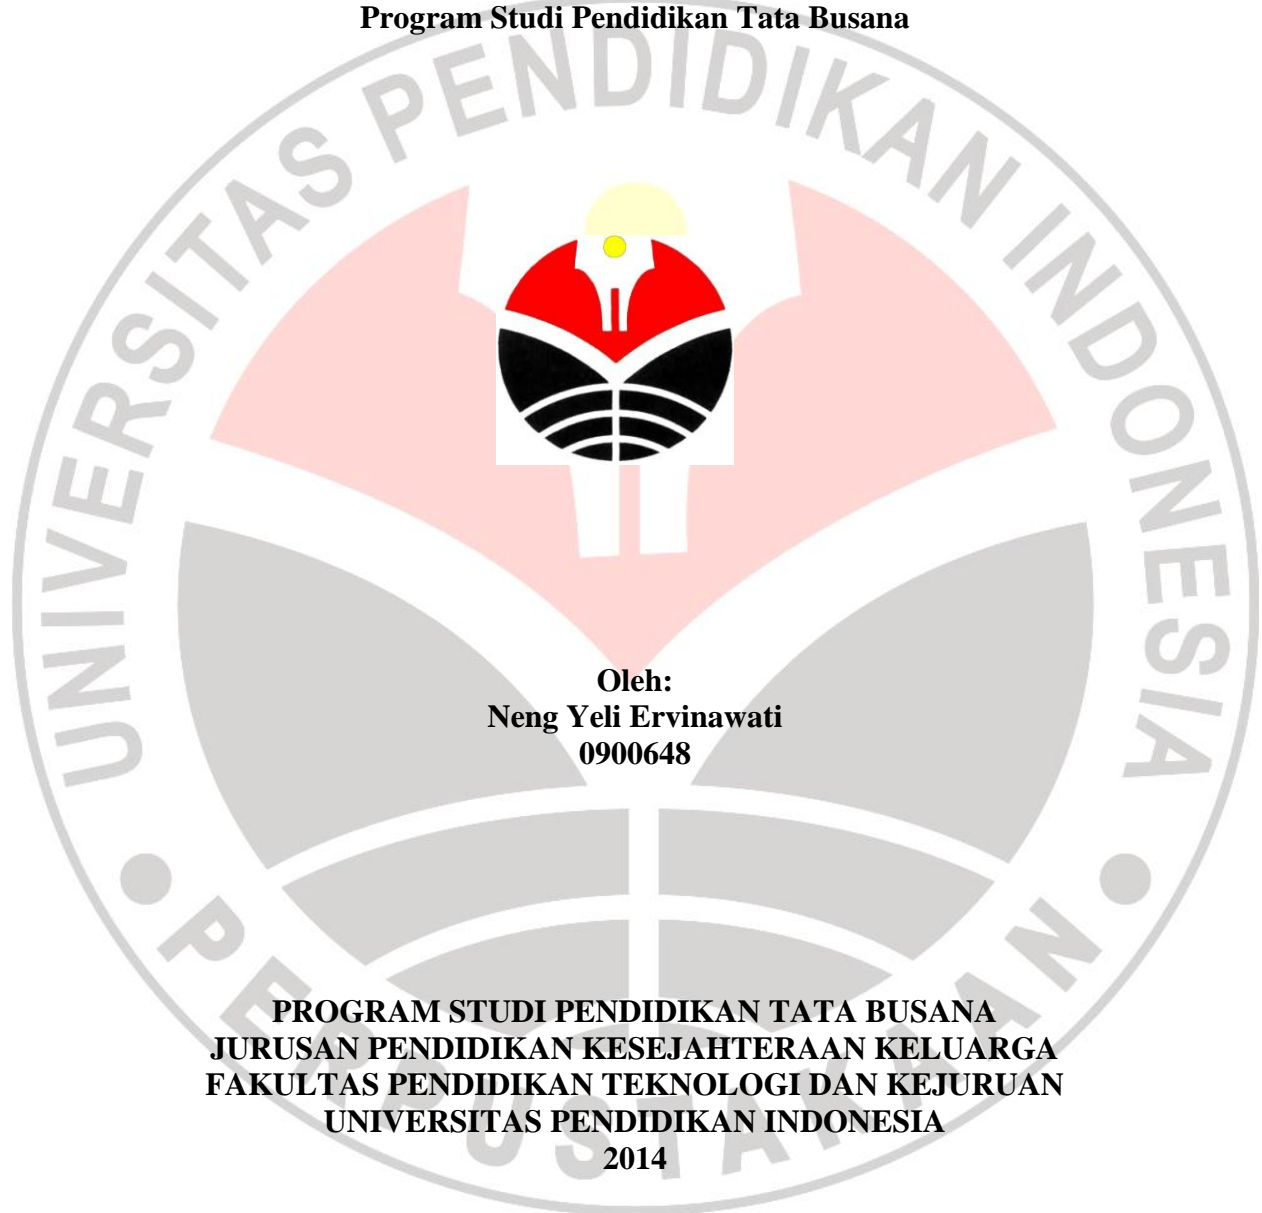 Program Studi Pendidikan Tata Busana
UNIVERSITAS PENDIDIKAN INDONESIA
Oleh:
Neng Yeli Ervinawati
0900648
PROGRAM STUDI PENDIDIKAN TATA BUSANA
JURUSAN PENDIDIKAN KESEJAHTERAAN KELUARGA
FAKULTAS PENDIDIKAN TEKNOLOGI DAN KEJURUAN
UNIVERSITAS PENDIDIKAN INDONESIA
2014
PERPUSTAKAAN